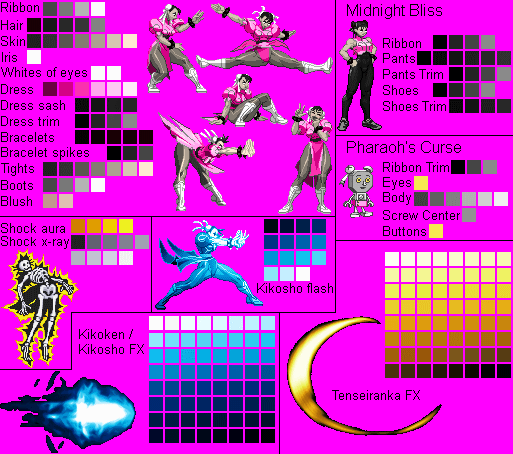 Ribbon
Hair
Skin
Iris
Whites of eyes
Dress
Dress sash
Dress trim
Bracelets
Bracelet spikes
Tights
Boots
Blush
Midnight Bliss
Ribbon
Pants
Pants Trim
Shoes
Shoes Trim
Pharaoh's Curse
Ribbon Trim
Eyes
Body
Screw Center
Buttons
Shock aura
Shock x-ray
Kikosho flash
Kikoken /
Kikosho FX
Tenseiranka FX